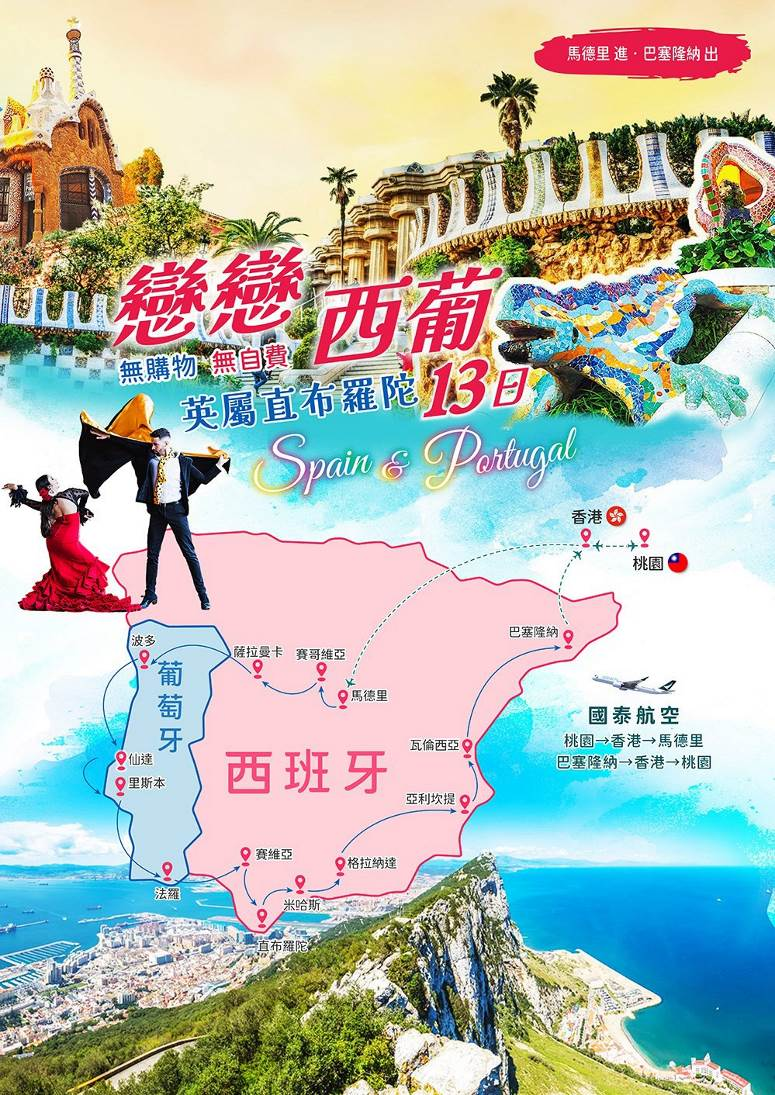 馬德里 進 · 巴塞隆納 出
戀戀 西葡
無購物 無自費
英屬直布羅陀 13日
Spain & Portugal
香港
桃園
巴塞隆納
波多
薩拉曼卡
賽哥維亞
馬德里
葡萄牙
國泰航空
桃園→香港→馬德里
巴塞隆納→香港→桃園
仙達
里斯本
西班牙
瓦倫西亞
亞利坎提
賽維亞
格拉納達
法羅
米哈斯
直布羅陀